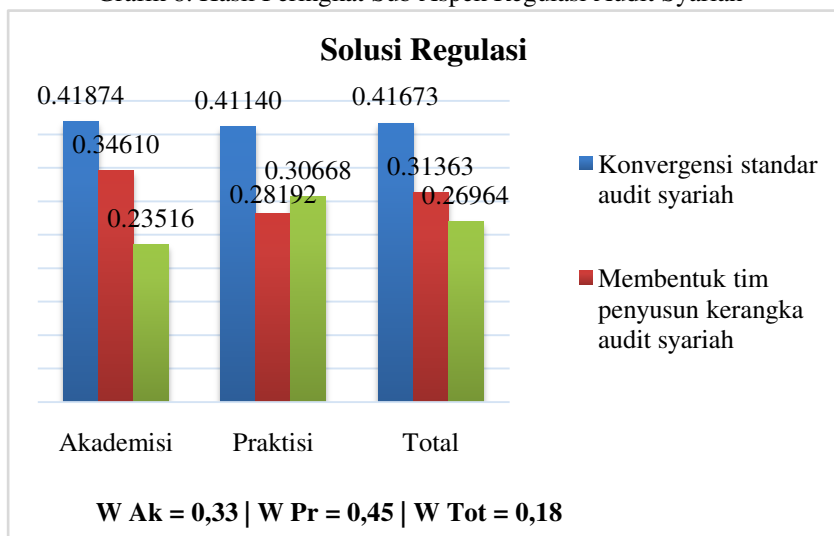 Solusi Regulasi
0.41874
0.34610
0.23516
0.41140
0.28192
0.30668
0.41673
0.31363
0.26964
Konvergensi standar
audit syariah
Membentuk tim
penyusun kerangka
audit syariah
Akademisi
Praktisi
Total
W Ak = 0,33 | W Pr = 0,45 | W Tot = 0,18